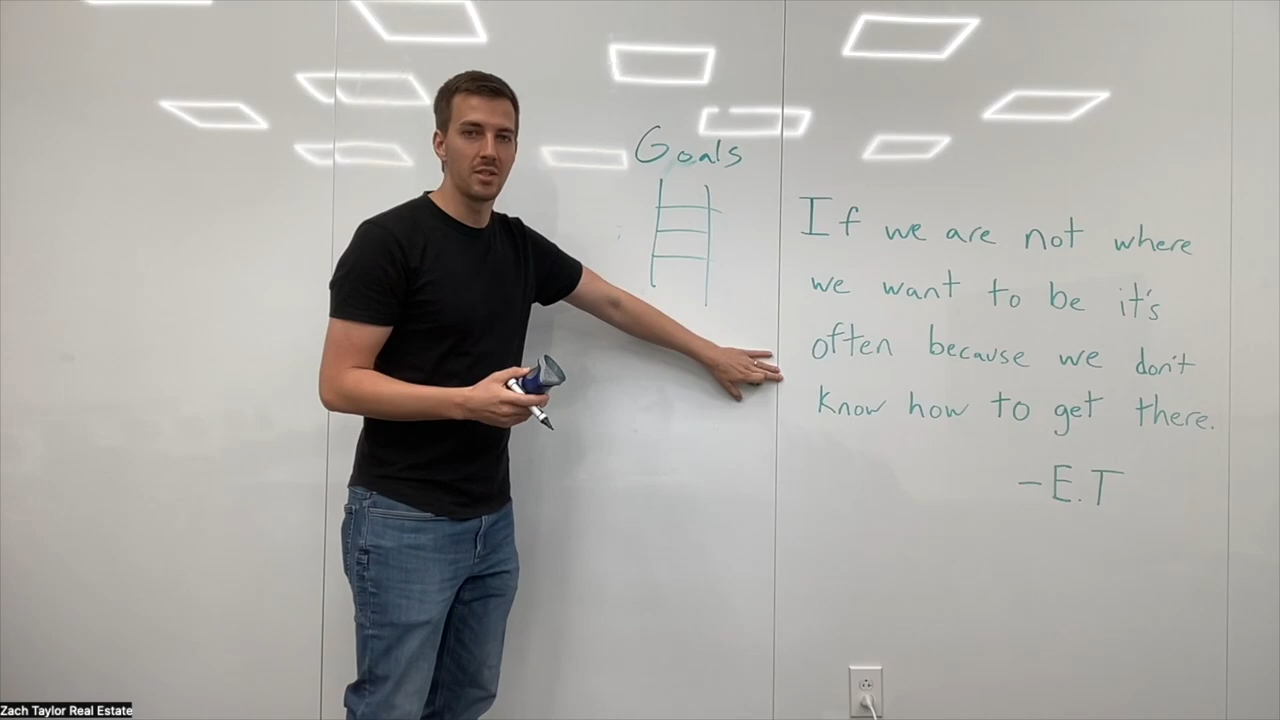 Goals
If we are not where
we want to be it's
often because we don't
know how to get there.
-E.T
Zach Taylor Real Estate